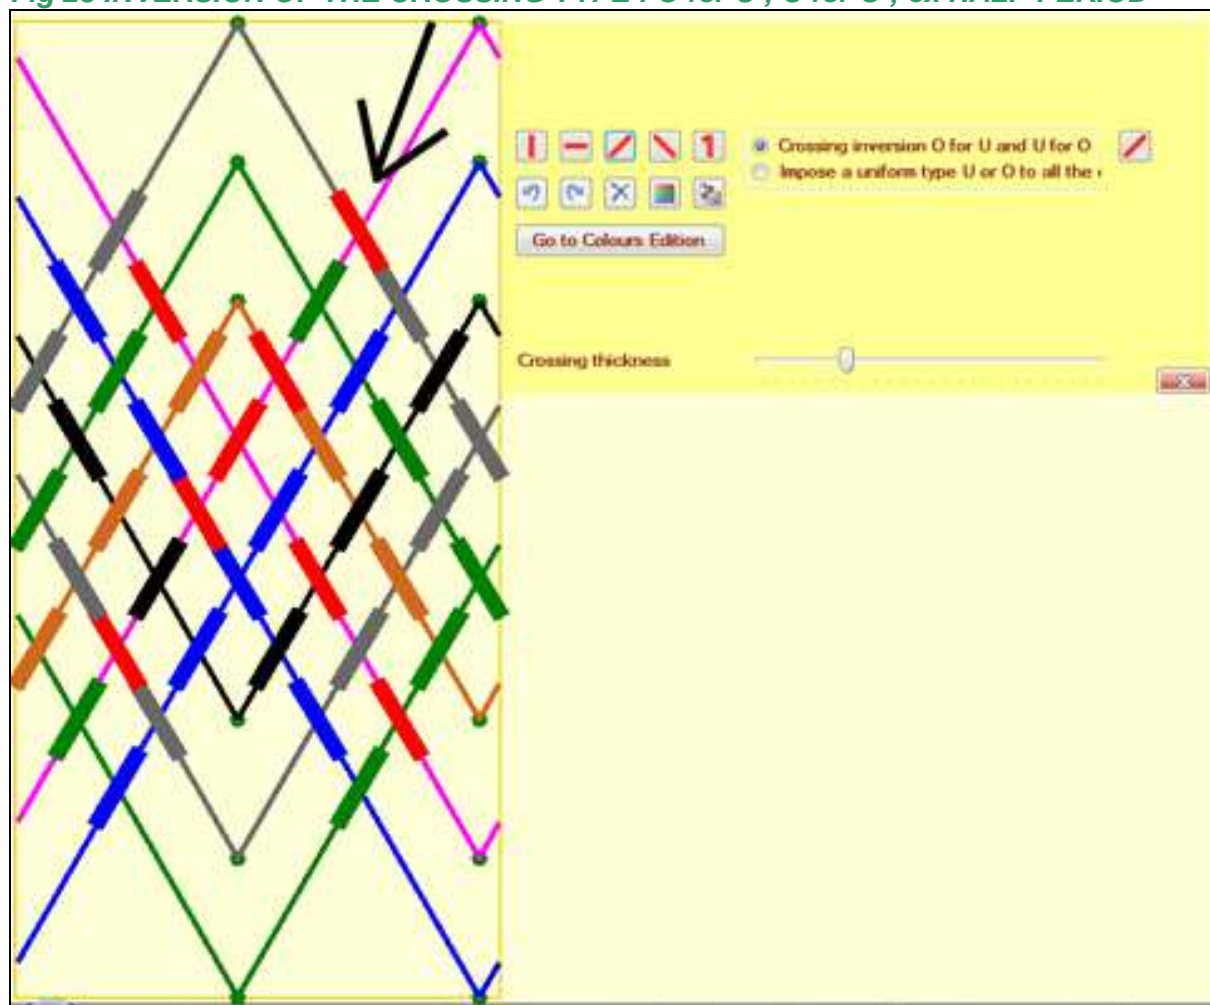 Crossing inversion O for U and U for O
Impose a uniform type U or O to all the
Go to Colours Edition
Crossing thickness